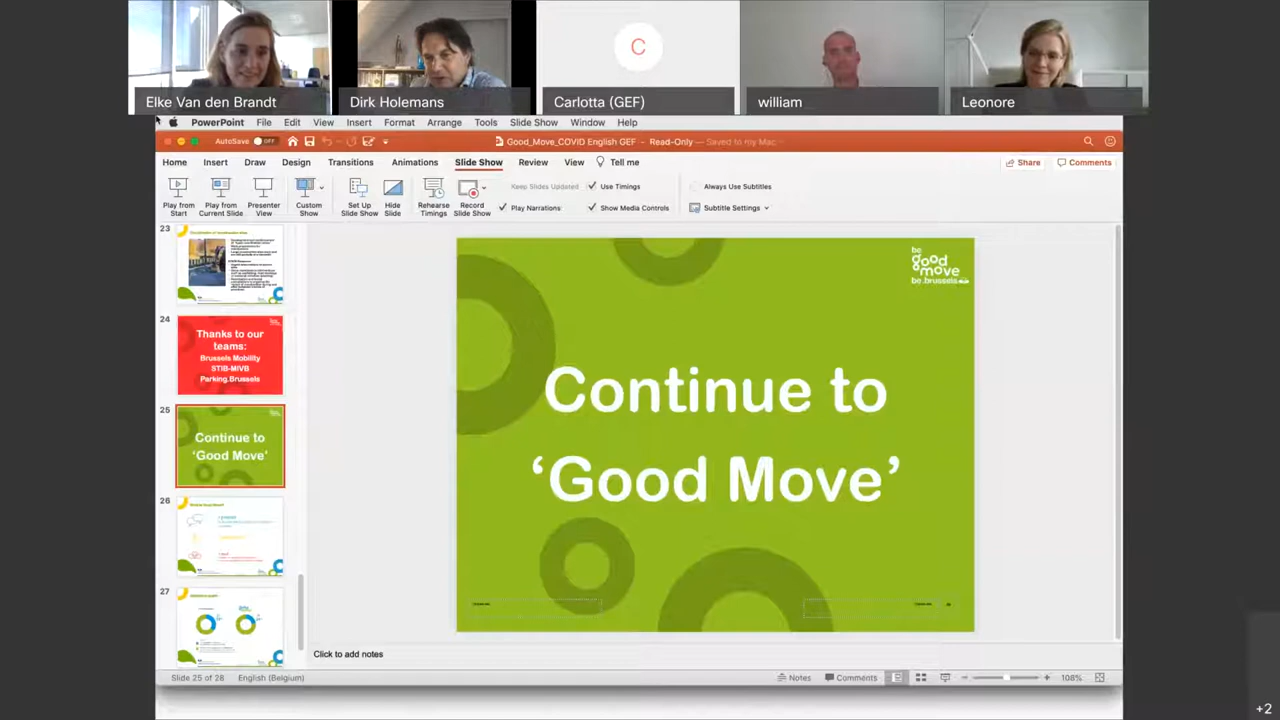 C
Elke Van den Brandt
Dirk Holemans
Carlotta (GEF)
william
Leonore
PowerPoint File Edit View Insert Format Arrange Tools Slide Show Window Help
AutoSave OFF
Good_Move_COVID English GEF - Read-Only — Saved to my Mac
Home Insert Draw Design Transitions Animations Slide Show Review View Tell me
Share Comments
Play from Start
Play from Current Slide
Presenter View
Custom Show
Set Up Slide Show
Hide Slide
Rehearse Timings
Record Slide Show
Keep Slides Updated
Use Timings
Play Narrations
Show Media Controls
Always Use Subtitles
Subtitle Settings
23
24
Thanks to our
teams:
Brussels Mobility
STIB-MIVB
Parking.Brussels
25
Continue to
‘Good Move’
26
27
be
good
move
be.brussels
Continue to
‘Good Move’
Click to add notes
Slide 25 of 28 English (Belgium)
Notes Comments 108%
+2